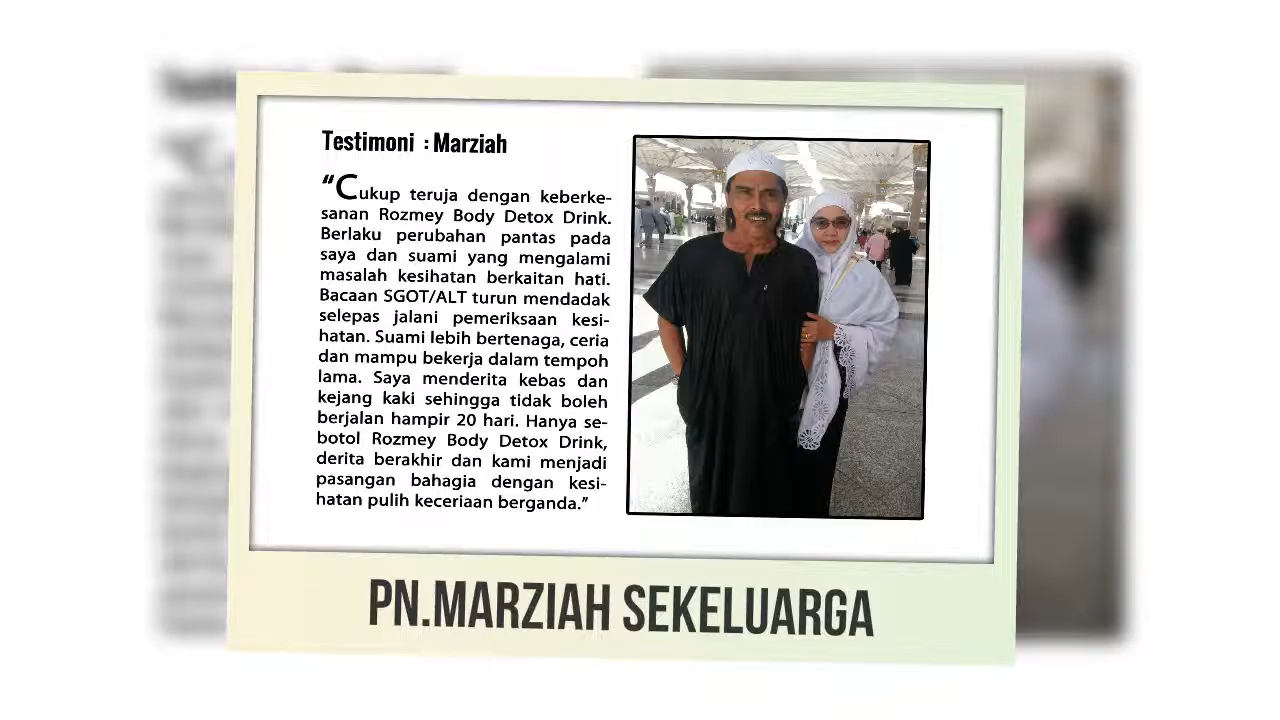 Testimoni : Marziah
“Cukup teruja dengan keberke-
sanan Rozmey Body Detox Drink.
Berlaku perubahan pantas pada
saya dan suami yang mengalami
masalah kesihatan berkaitan hati.
Bacaan SGOT/ALT turun mendadak
selepas jalani pemeriksaan kesi-
hatan. Suami lebih bertenaga, ceria
dan mampu bekerja dalam tempoh
lama. Saya menderita kebas dan
kejang kaki sehingga tidak boleh
berjalan hampir 20 hari. Hanya se-
botol Rozmey Body Detox Drink,
derita berakhir dan kami menjadi
pasangan bahagia dengan kesi-
hatan pulih keceriaan berganda.”
PN.MARZIAH SEKELUARGA